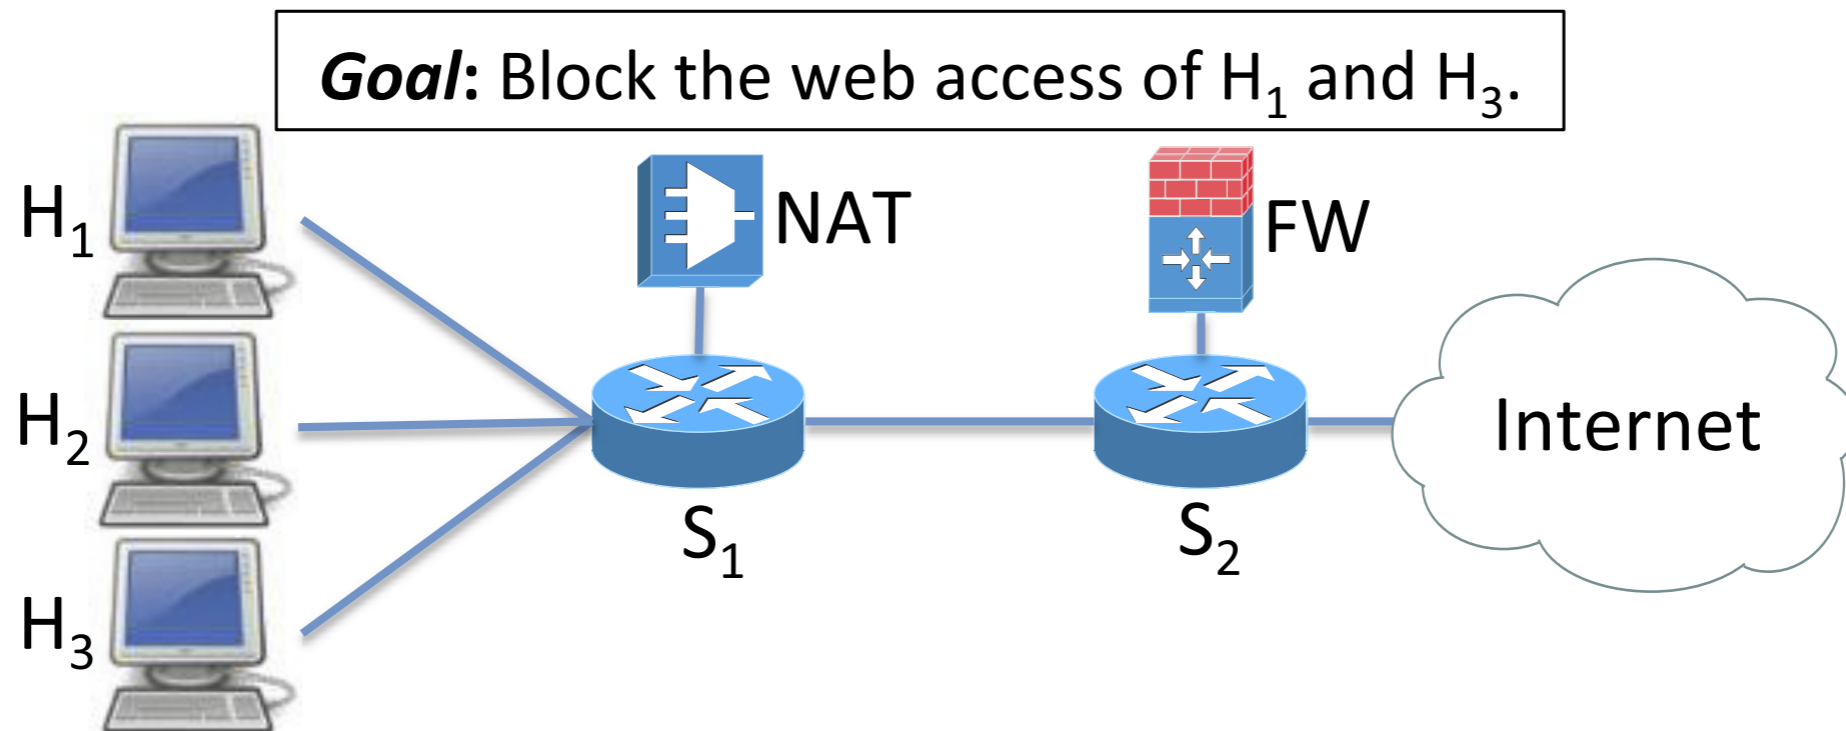 Goal: Block the web access of H₁ and H₃.
H₁
NAT
FW
H₂
Internet
S₁
S₂
H₃